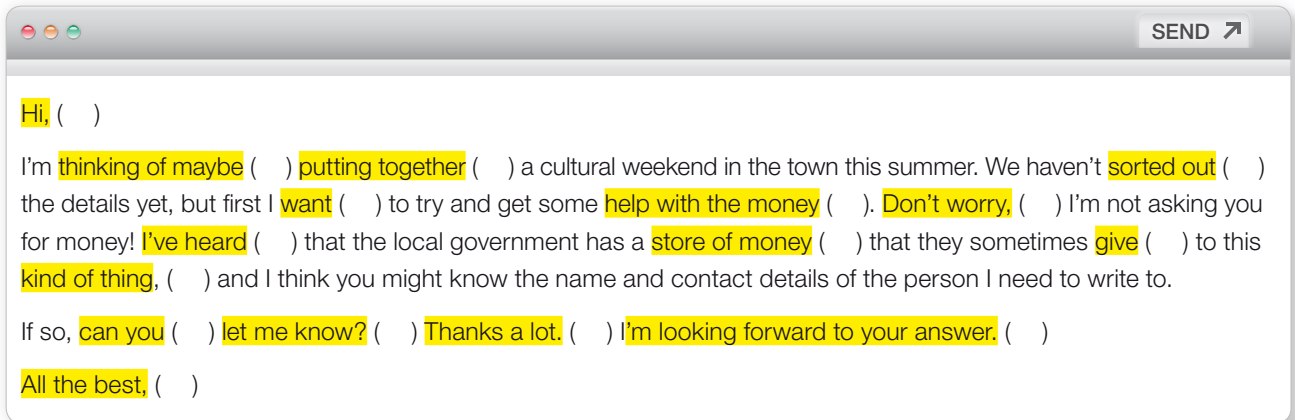 SEND
Hi, ( )
I'm thinking of maybe ( ) putting together ( ) a cultural weekend in the town this summer. We haven't sorted out ( )
the details yet, but first I want ( ) to try and get some help with the money ( ). Don't worry, ( ) I'm not asking you
for money! I've heard ( ) that the local government has a store of money ( ) that they sometimes give ( ) to this
kind of thing, ( ) and I think you might know the name and contact details of the person I need to write to.
If so, can you ( ) let me know? ( ) Thanks a lot. ( ) I'm looking forward to your answer. ( )
All the best, ( )